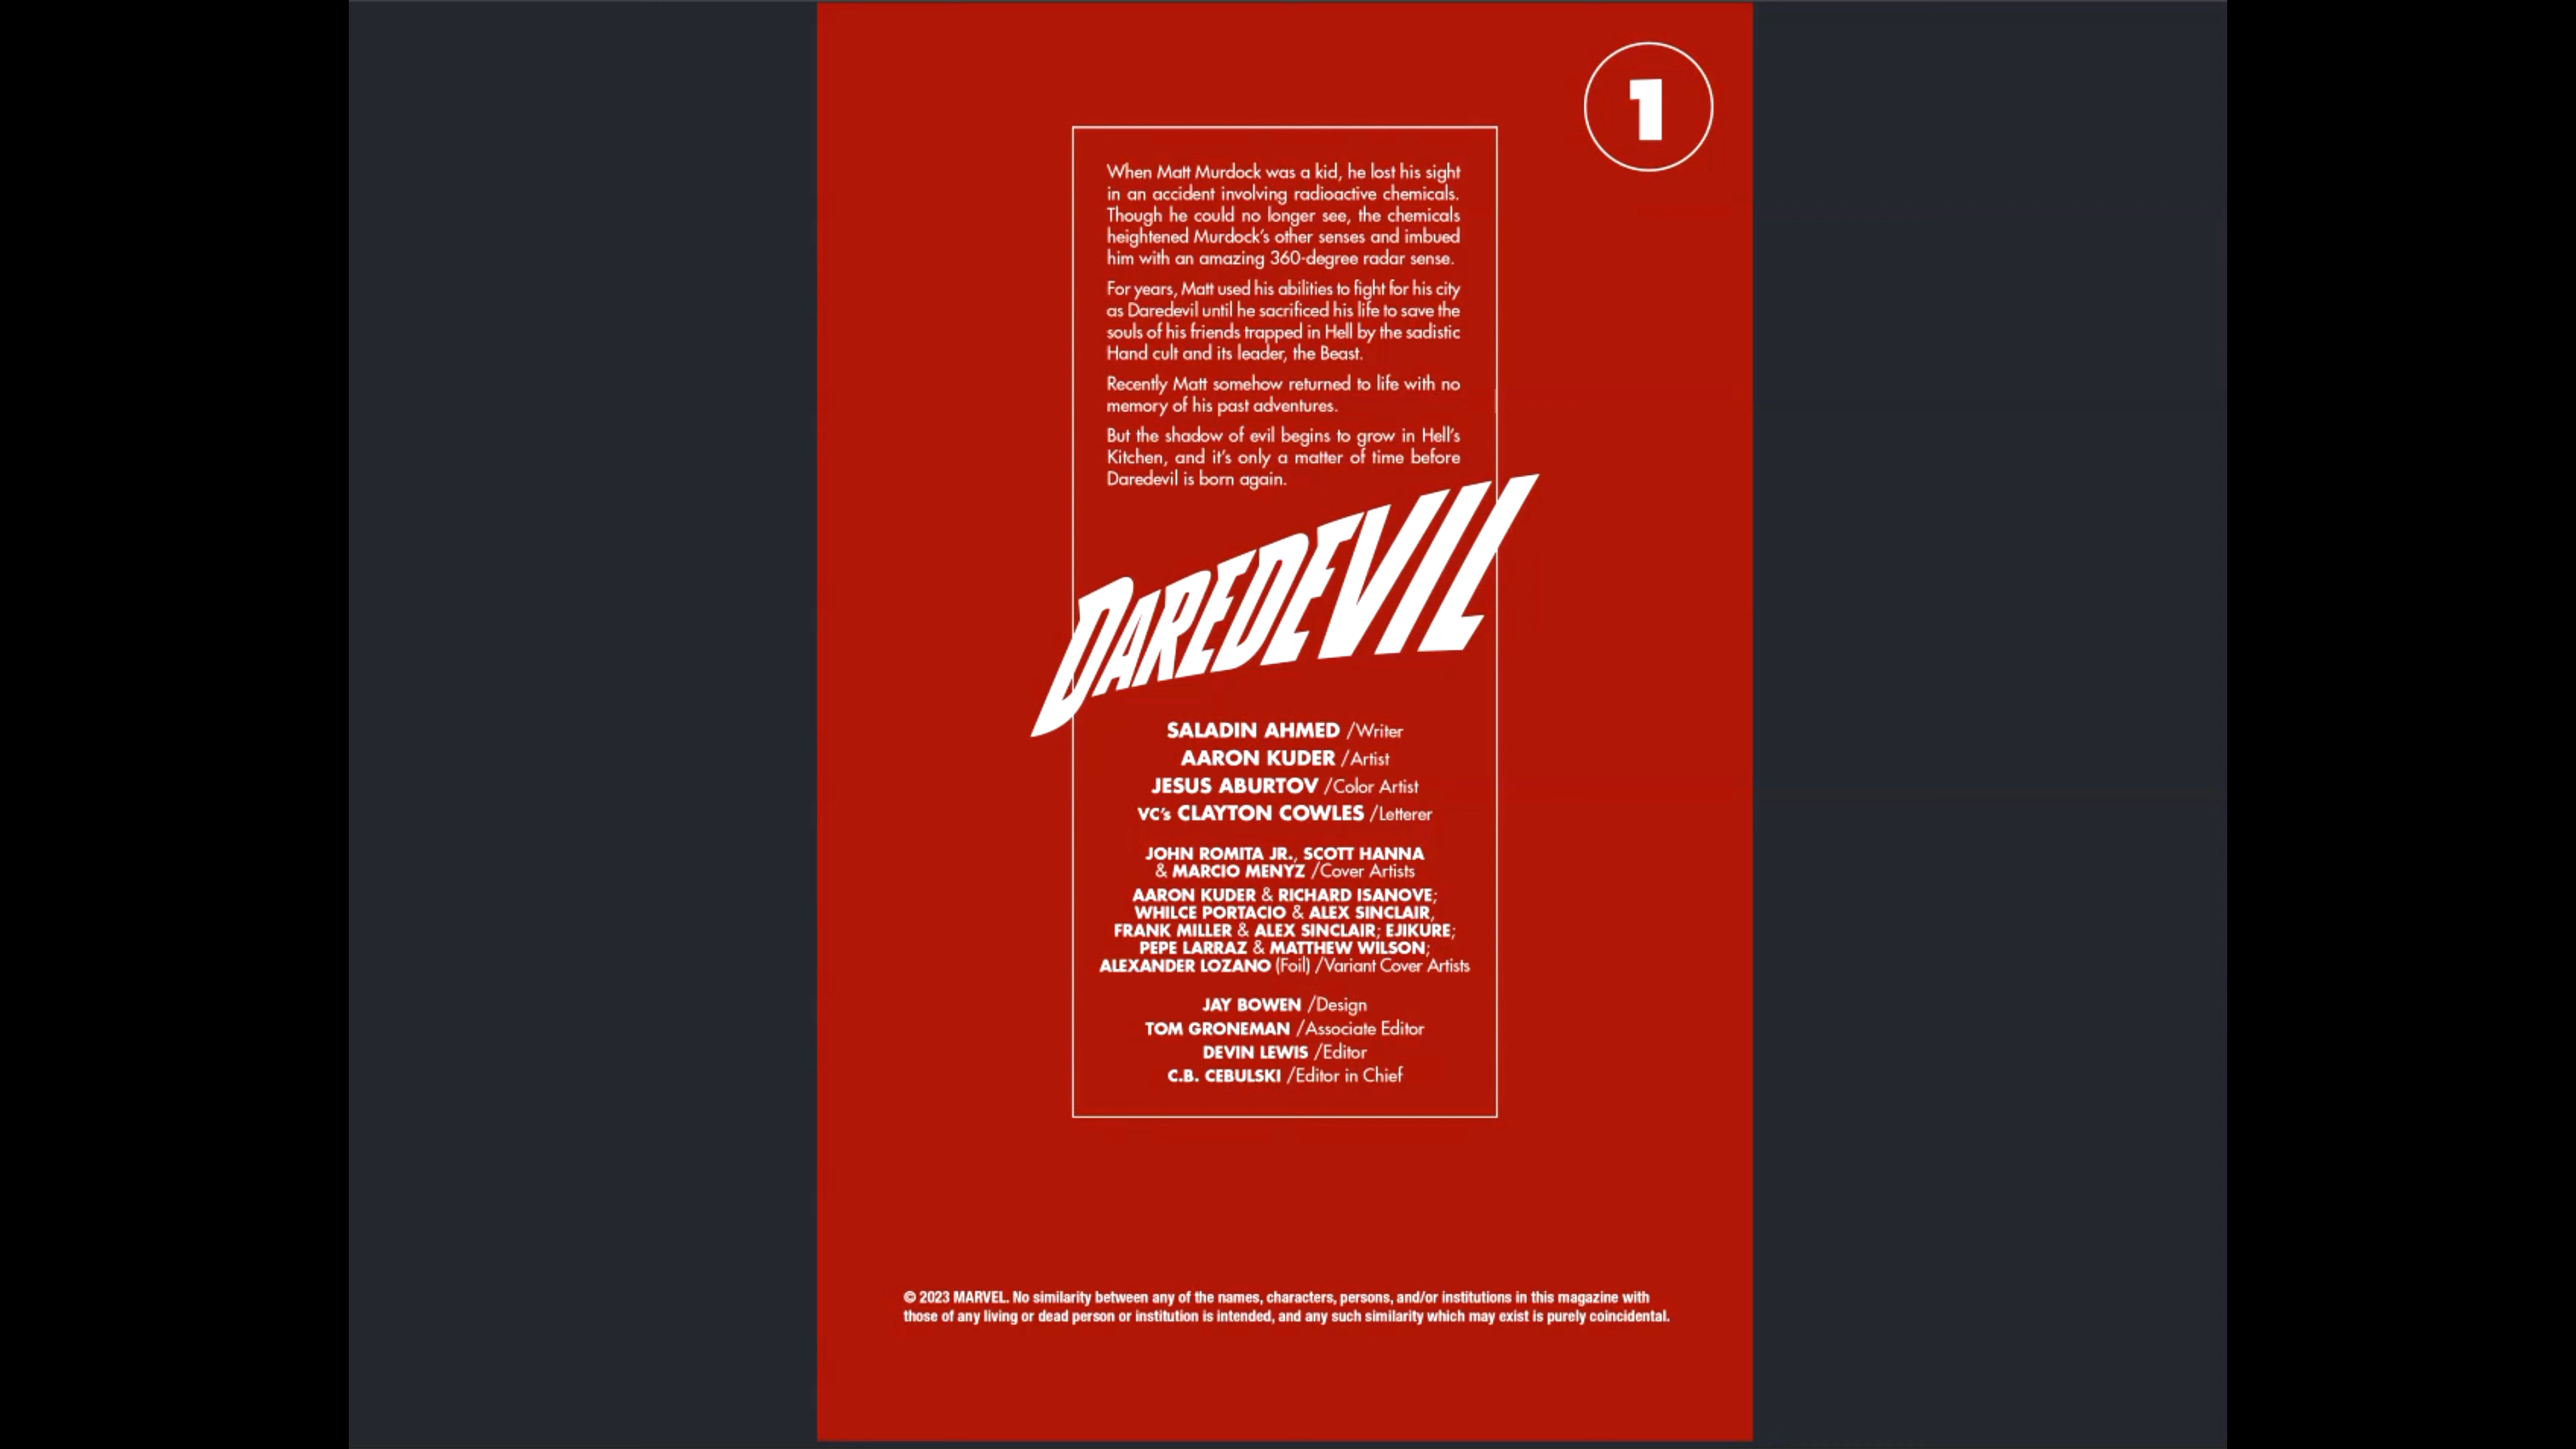 1
When Matt Murdock was a kid, he lost his sight
in an accident involving radioactive chemicals.
Though he could no longer see, the chemicals
heightened Murdock's other senses and imbued
him with an amazing 360-degree radar sense.
For years, Matt used his abilities to fight for his city
as Daredevil until he sacrificed his life to save the
souls of his friends trapped in Hell by the sadistic
Hand cult and its leader, the Beast.
Recently Matt somehow returned to life with no
memory of his past adventures.
But the shadow of evil begins to grow in Hell's
Kitchen, and it's only a matter of time before
Daredevil is born again.
DAREDEVIL
SALADIN AHMED /Writer
AARON KUDER /Artist
JESUS ABURTOV /Color Artist
VC's CLAYTON COWLES /Letterer
JOHN ROMITA JR., SCOTT HANNA
& MARCIO MENYZ /Cover Artists
AARON KUDER & RICHARD ISANOVE;
WHILCE PORTACIO & ALEX SINCLAIR,
FRANK MILLER & ALEX SINCLAIR; EJIKURE;
PEPE LARRAZ & MATTHEW WILSON;
ALEXANDER LOZANO (Foil) /Variant Cover Artists
JAY BOWEN /Design
TOM GRONEMAN /Associate Editor
DEVIN LEWIS /Editor
C.B. CEBULSKI /Editor in Chief
© 2023 MARVEL. No similarity between any of the names, characters, persons, and/or institutions in this magazine with
those of any living or dead person or institution is intended, and any such similarity which may exist is purely coincidental.